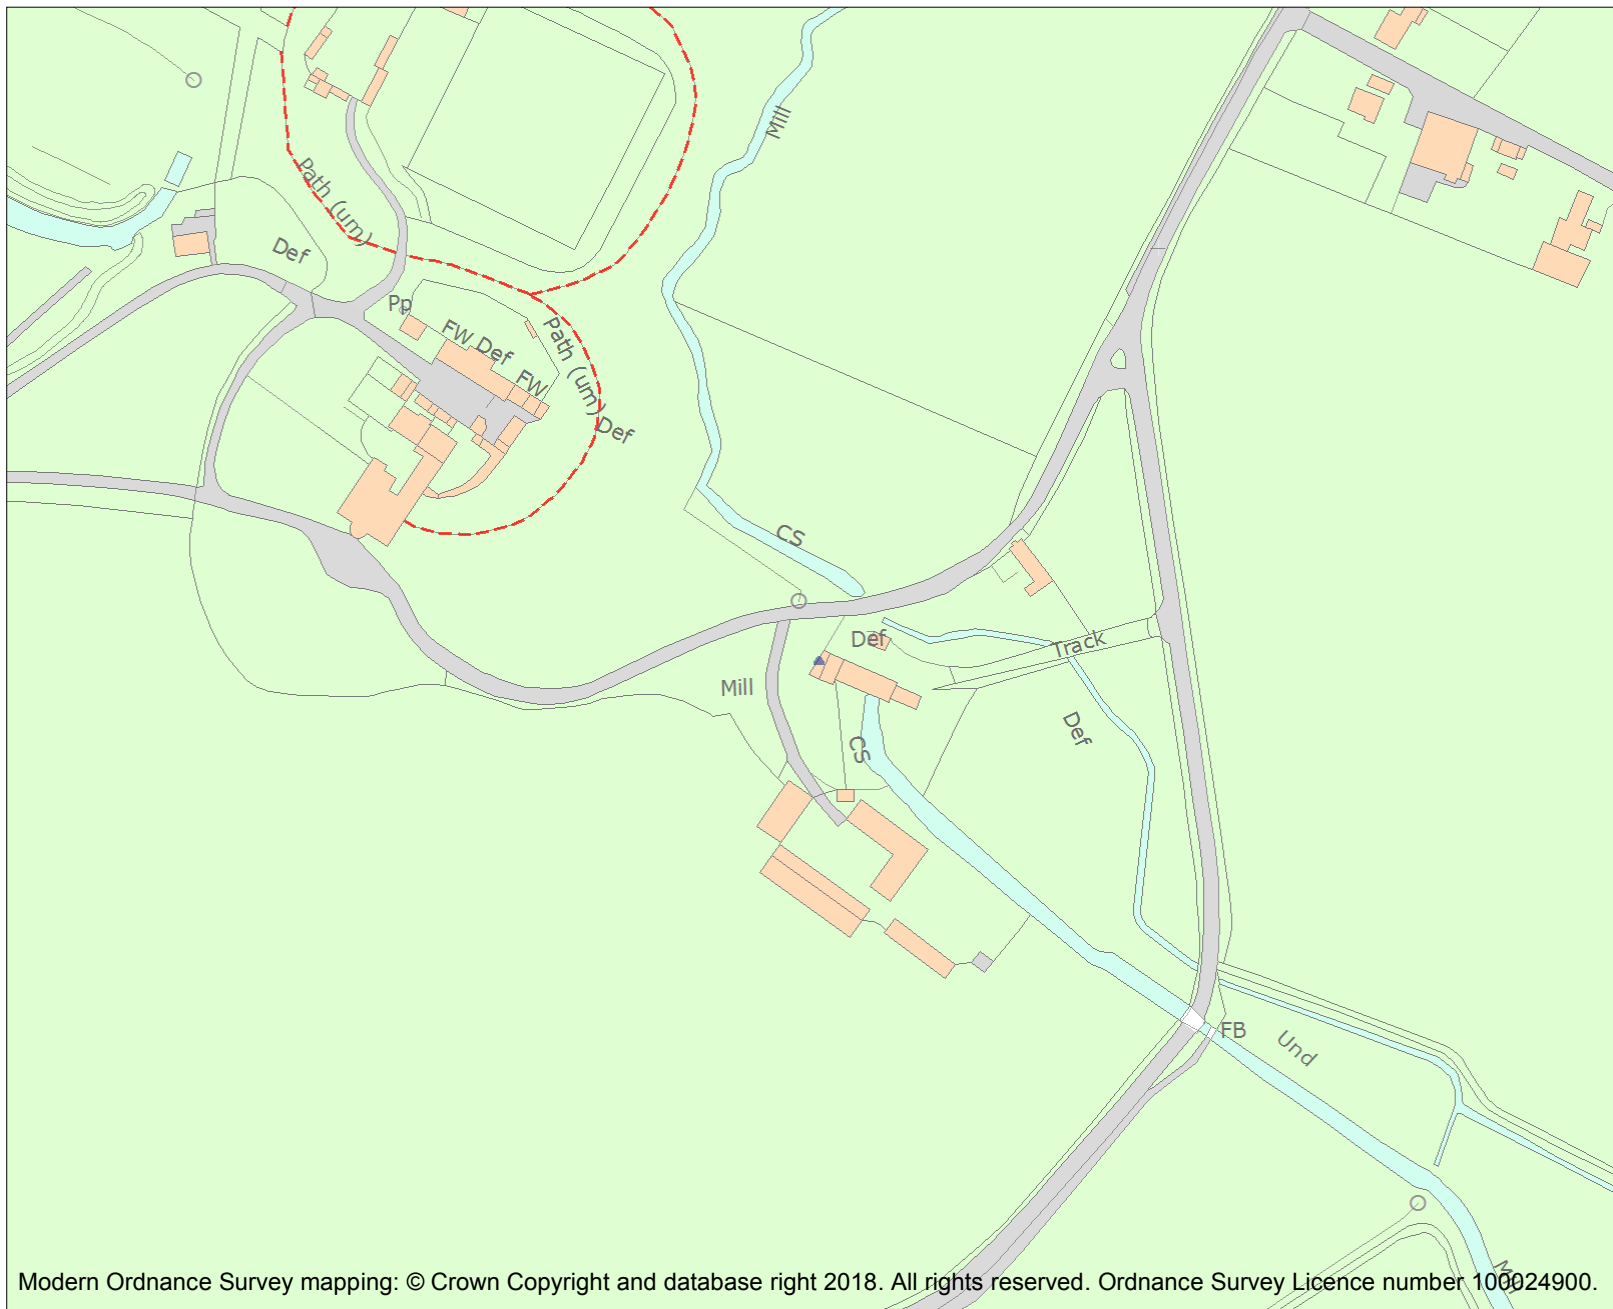 Mill
Path (um)
Def
Pp
FW Def
FW
Path (um)
Def
CS
Def
Track
Mill
Def
CS
FB
Und
Modern Ordnance Survey mapping: © Crown Copyright and database right 2018. All rights reserved. Ordnance Survey Licence number 100024900.